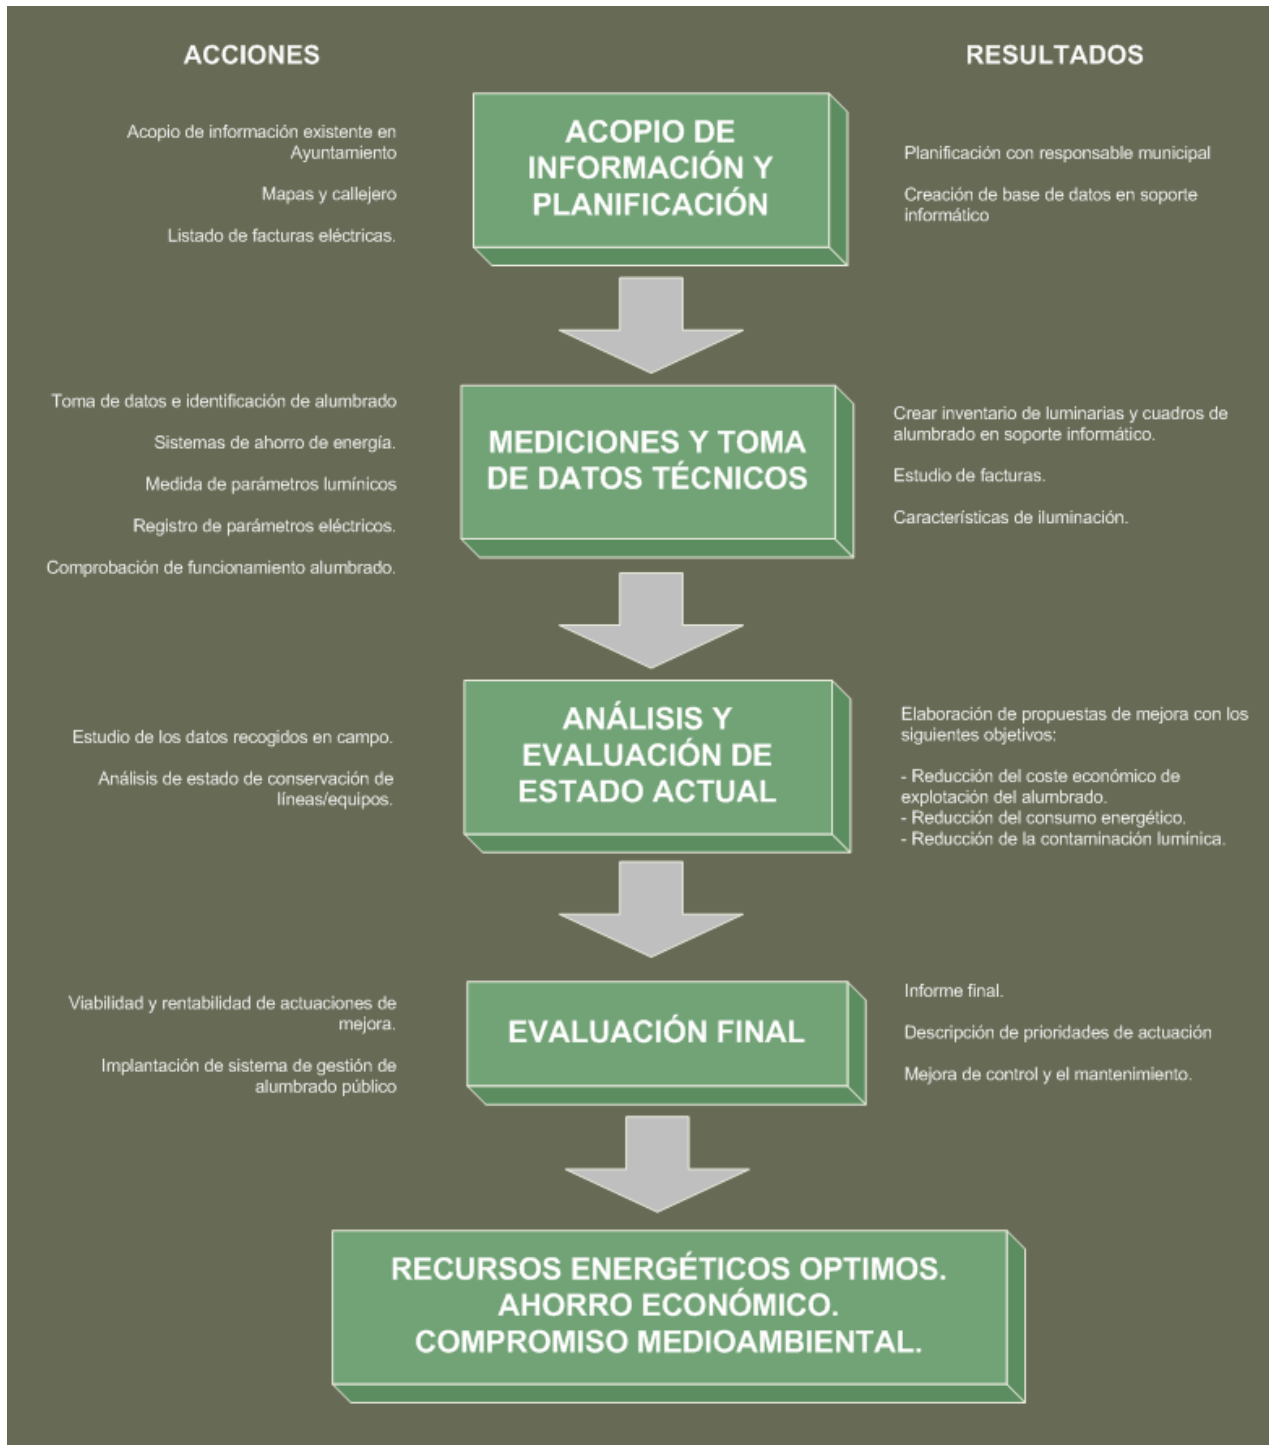 ACCIONES
RESULTADOS
Acopio de información existente en
Ayuntamiento
Mapas y callejero
Listado de facturas eléctricas.
ACOPIO DE
INFORMACIÓN Y
PLANIFICACIÓN
Planificación con responsable municipal
Creación de base de datos en soporte
informático
Toma de datos e identificación de alumbrado
Sistemas de ahorro de energía.
Medida de parámetros lumínicos
Registro de parámetros eléctricos.
Comprobación de funcionamiento alumbrado.
MEDICIONES Y TOMA
DE DATOS TÉCNICOS
Crear inventario de luminarias y cuadros de
alumbrado en soporte informático.
Estudio de facturas.
Características de iluminación.
Estudio de los datos recogidos en campo.
Análisis de estado de conservación de
líneas/equipos.
ANÁLISIS Y
EVALUACIÓN DE
ESTADO ACTUAL
Elaboración de propuestas de mejora con los
siguientes objetivos:
- Reducción del coste económico de
explotación del alumbrado.
- Reducción del consumo energético.
- Reducción de la contaminación lumínica.
Viabilidad y rentabilidad de actuaciones de
mejora.
Implantación de sistema de gestión de
alumbrado público
EVALUACIÓN FINAL
Informe final.
Descripción de prioridades de actuación
Mejora de control y el mantenimiento.
RECURSOS ENERGÉTICOS OPTIMOS.
AHORRO ECONÓMICO.
COMPROMISO MEDIOAMBIENTAL.